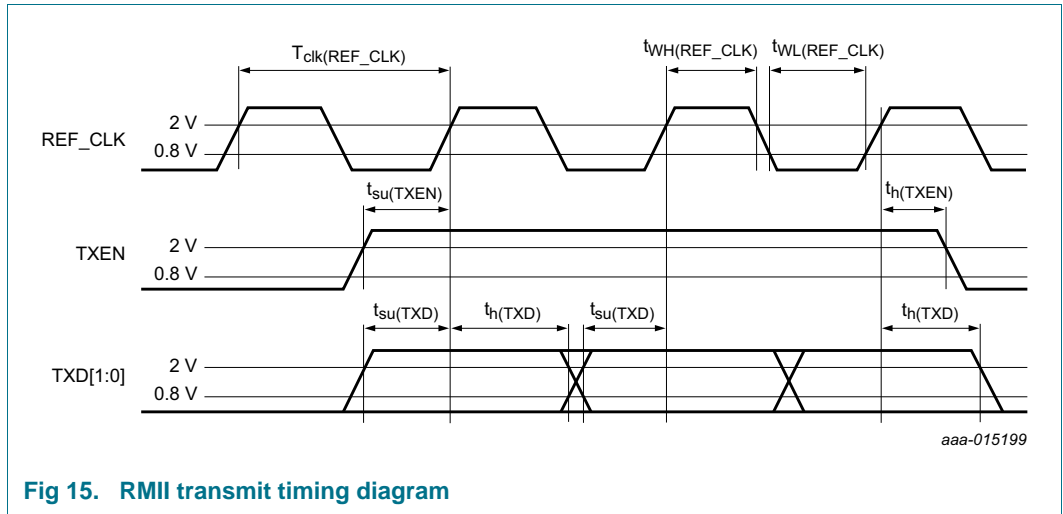 Tclk(REF_CLK)
tWH(REF_CLK)
tWL(REF_CLK)
REF_CLK
2 V
0.8 V
tsu(TXEN)
th(TXEN)
TXEN
2 V
0.8 V
tsu(TXD)
th(TXD)
tsu(TXD)
th(TXD)
TXD[1:0]
2 V
0.8 V
aaa-015199
Fig 15. RMII transmit timing diagram